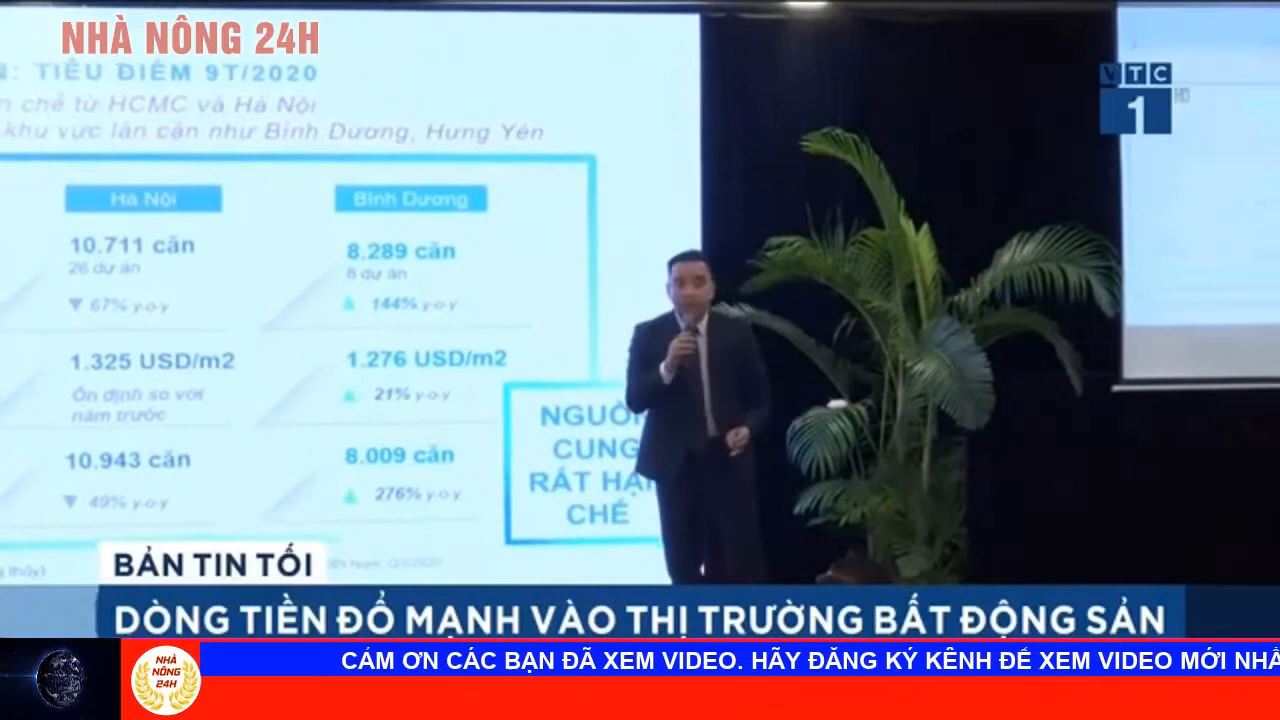 NHÀ NÔNG 24H
N: TIÊU ĐIỂM 9T/2020
n chế từ HCMC và Hà Nội
khu vực lân cận như Bình Dương, Hưng Yên
VTC
1
HD
Hà Nội
Bình Dương
10.711 căn
26 dự án
67% y-o-y
8.289 căn
8 dự án
144% y-o-y
1.325 USD/m2
Ổn định so với
năm trước
1.276 USD/m2
21% y-o-y
10.943 căn
49% y-o-y
8.009 căn
276% y-o-y
NGUỒN
CUNG
RẤT HẠN
CHẾ
Nam, Q3/2020
BẢN TIN TỐI
DÒNG TIỀN ĐỔ MẠNH VÀO THỊ TRƯỜNG BẤT ĐỘNG SẢN
NHÀ
NÔNG
24H
CẢM ƠN CÁC BẠN ĐÃ XEM VIDEO. HÃY ĐĂNG KÝ KÊNH ĐỂ XEM VIDEO MỚI NHẤ